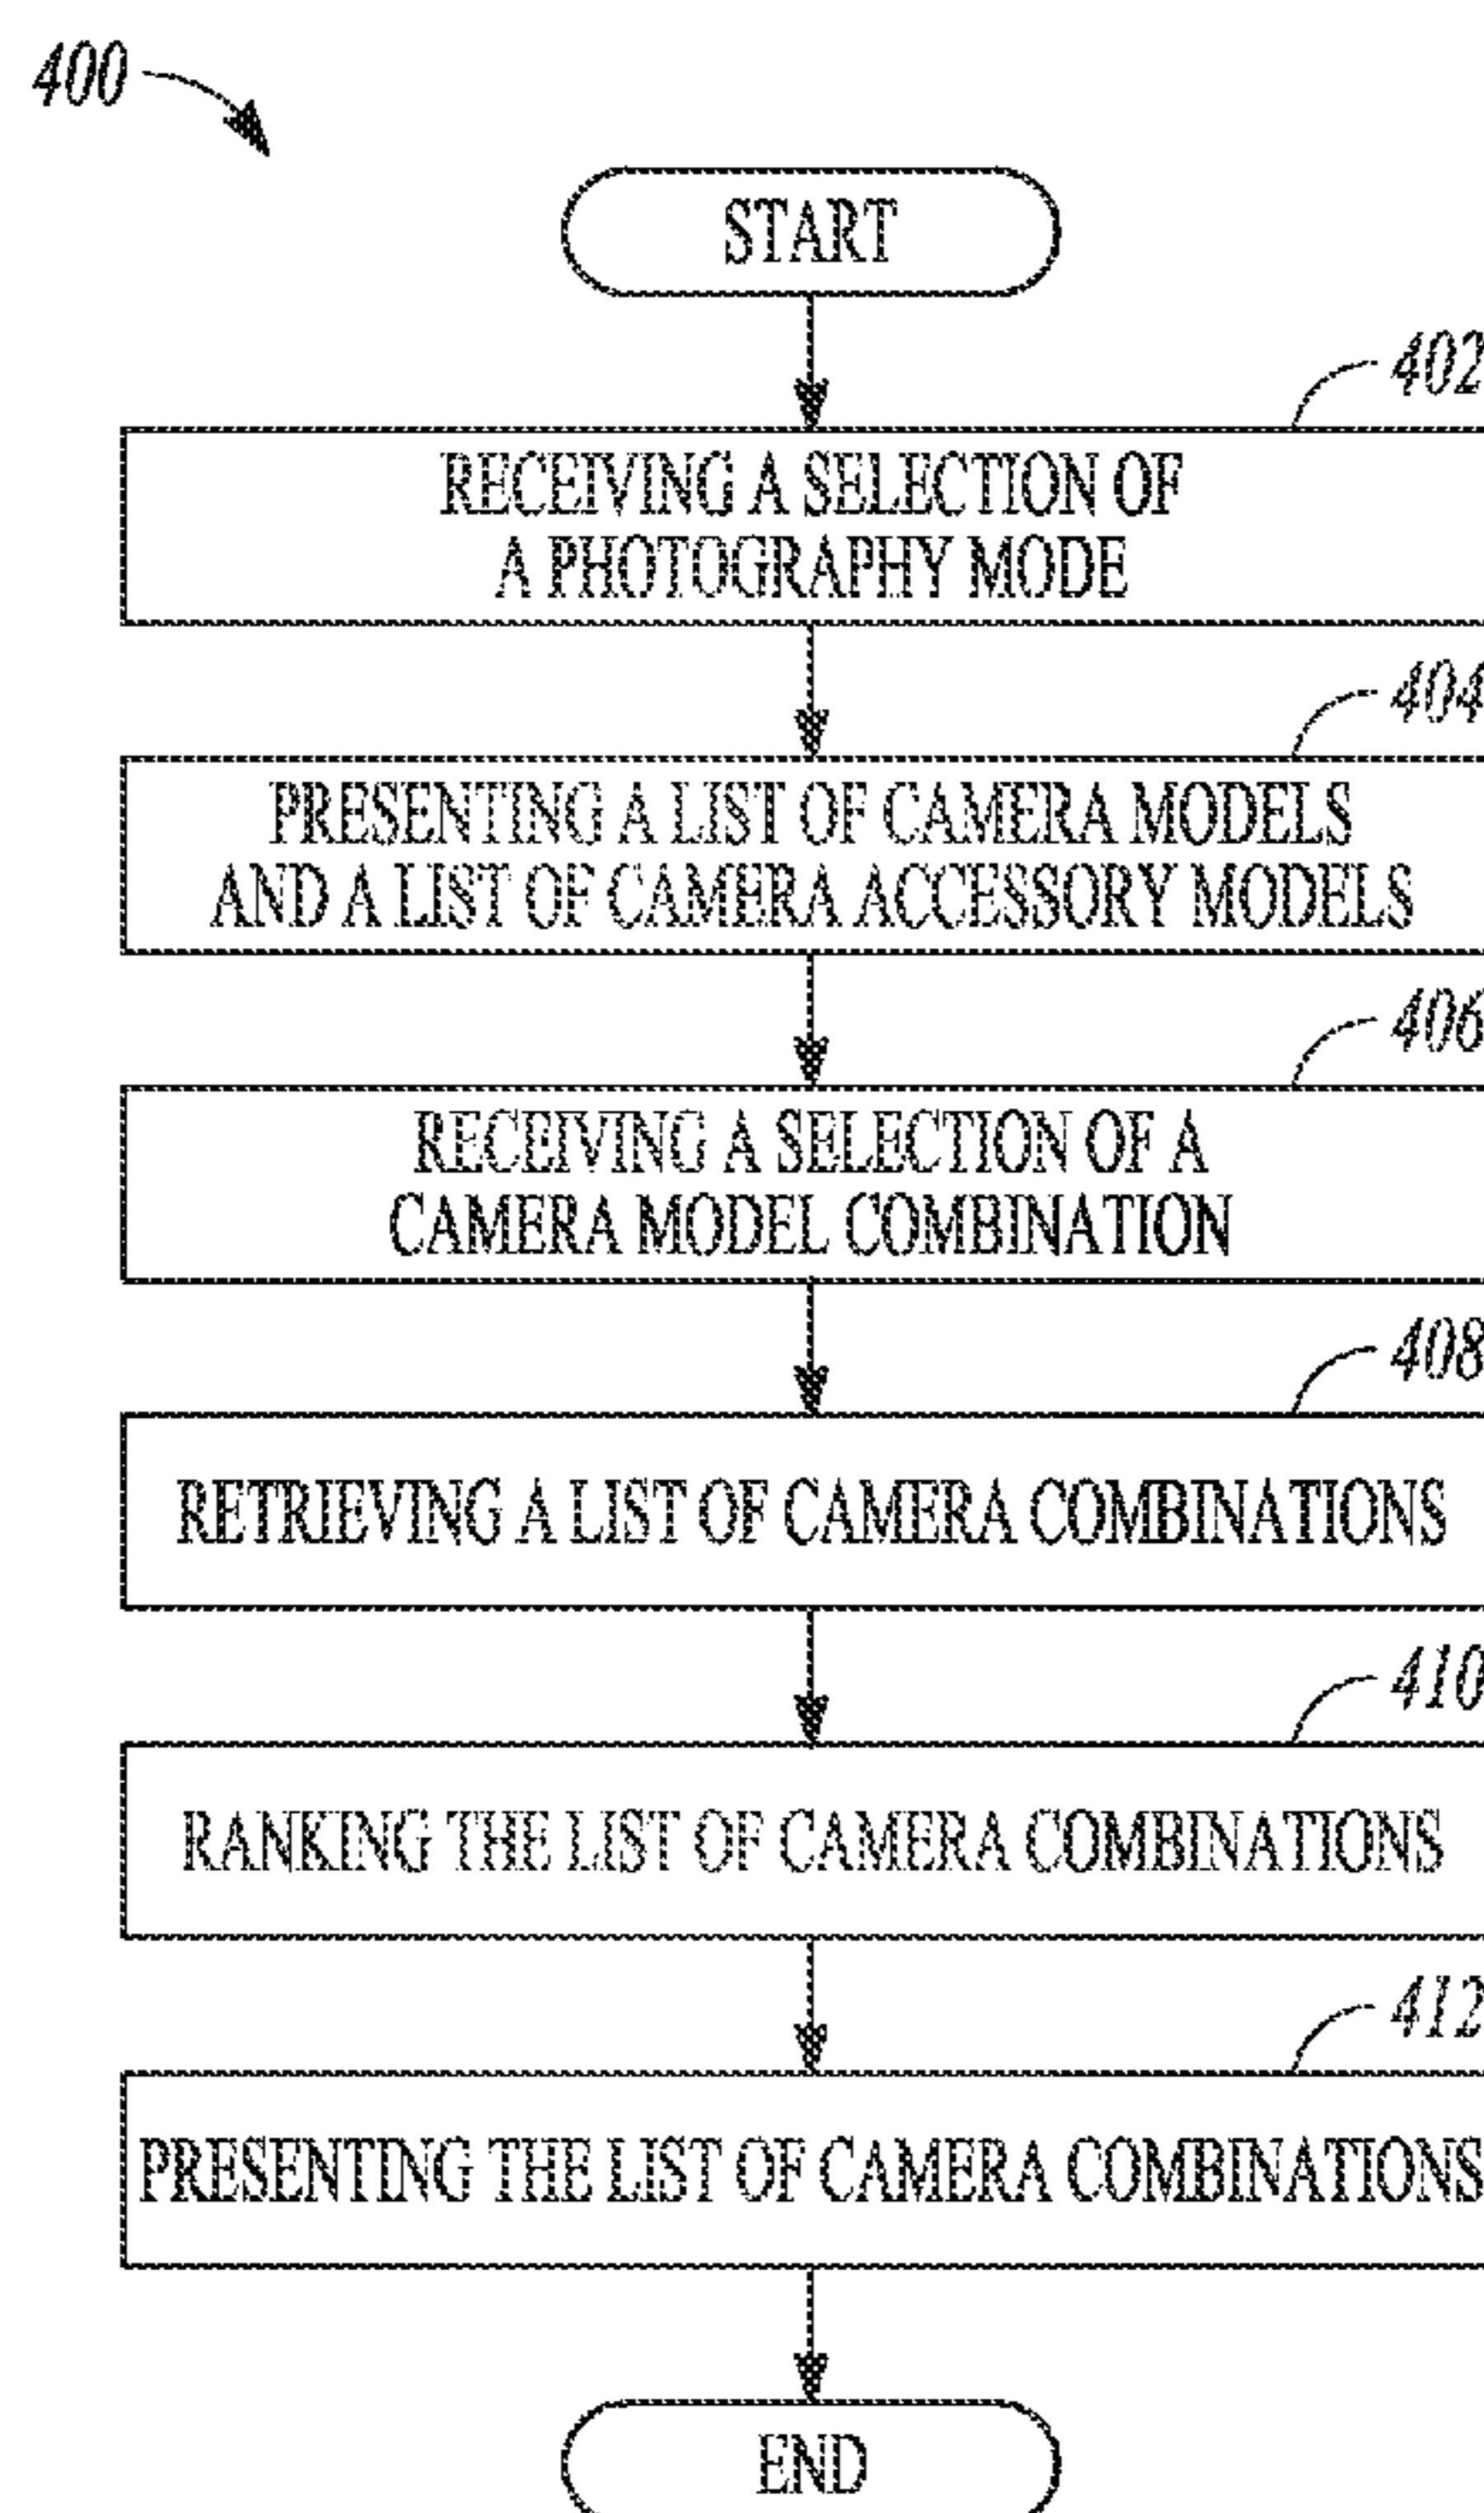 400
START
402
RECEIVING A SELECTION OF
A PHOTOGRAPHY MODE
404
PRESENTING A LIST OF CAMERA MODELS
AND A LIST OF CAMERA ACCESSORY MODELS
406
RECEIVING A SELECTION OF A
CAMERA MODEL COMBINATION
408
RETRIEVING A LIST OF CAMERA COMBINATIONS
410
RANKING THE LIST OF CAMERA COMBINATIONS
412
PRESENTING THE LIST OF CAMERA COMBINATIONS
END